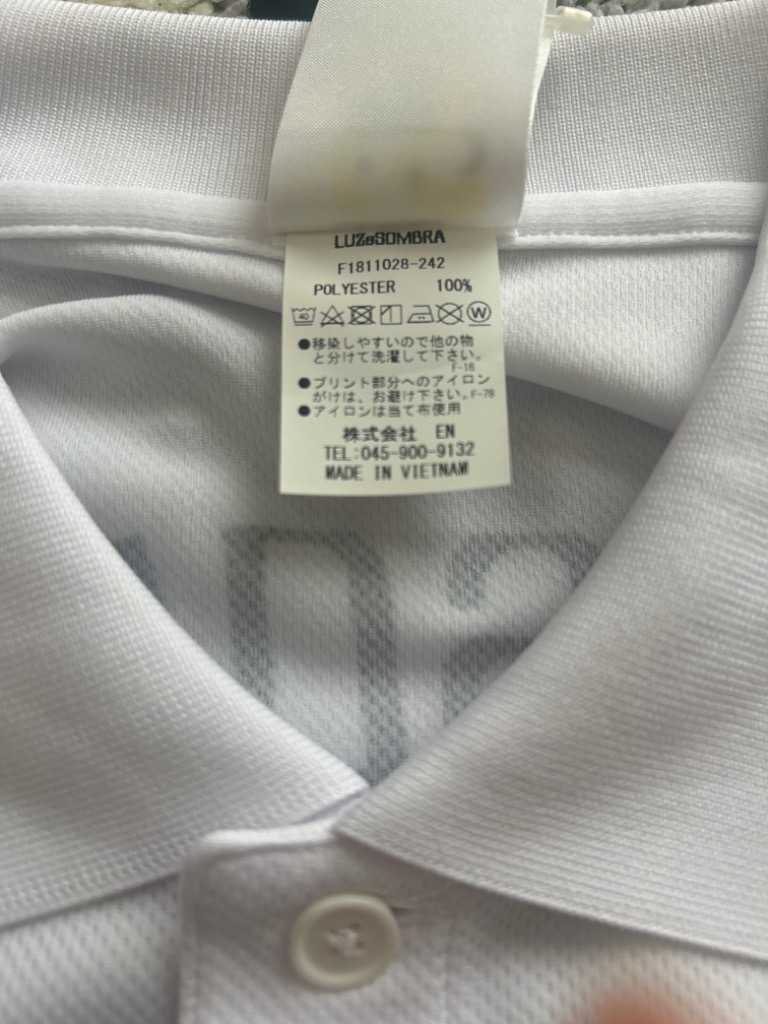 LUZeSOMBRA
F1811028-242
POLYESTER 100%
40 W
●移染しやすいので他の物
と分けて洗濯して下さい。
F-16
●プリント部分へのアイロン
がけは、お避け下さい。F-78
●アイロンは当て布使用
株式会社 EN
TEL:045-900-9132
MADE IN VIETNAM